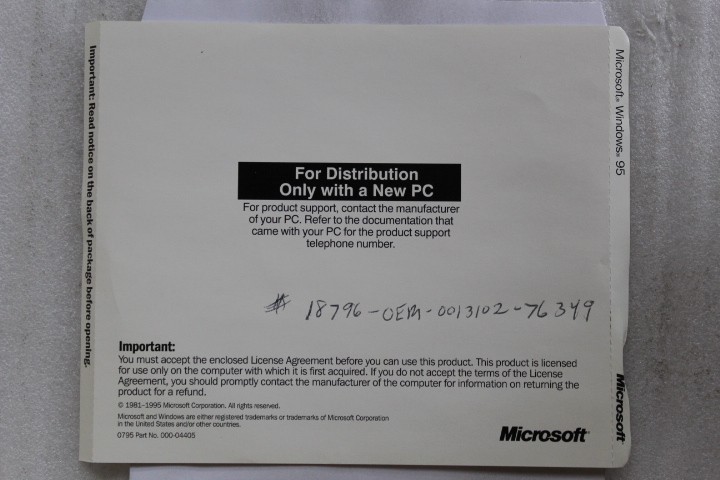 Important: Read notice on the back of package before opening.
For Distribution
Only with a New PC
For product support, contact the manufacturer
of your PC. Refer to the documentation that
came with your PC for the product support
telephone number.
# 18796-OEM-0013102-76349
Important:
You must accept the enclosed License Agreement before you can use this product. This product is licensed
for use only on the computer with which it is first acquired. If you do not accept the terms of the License
Agreement, you should promptly contact the manufacturer of the computer for information on returning the
product for a refund.
© 1981–1995 Microsoft Corporation. All rights reserved.
Microsoft and Windows are either registered trademarks or trademarks of Microsoft Corporation
in the United States and/or other countries.
0795 Part No. 000-04405
Microsoft
Microsoft® Windows® 95
Microsoft